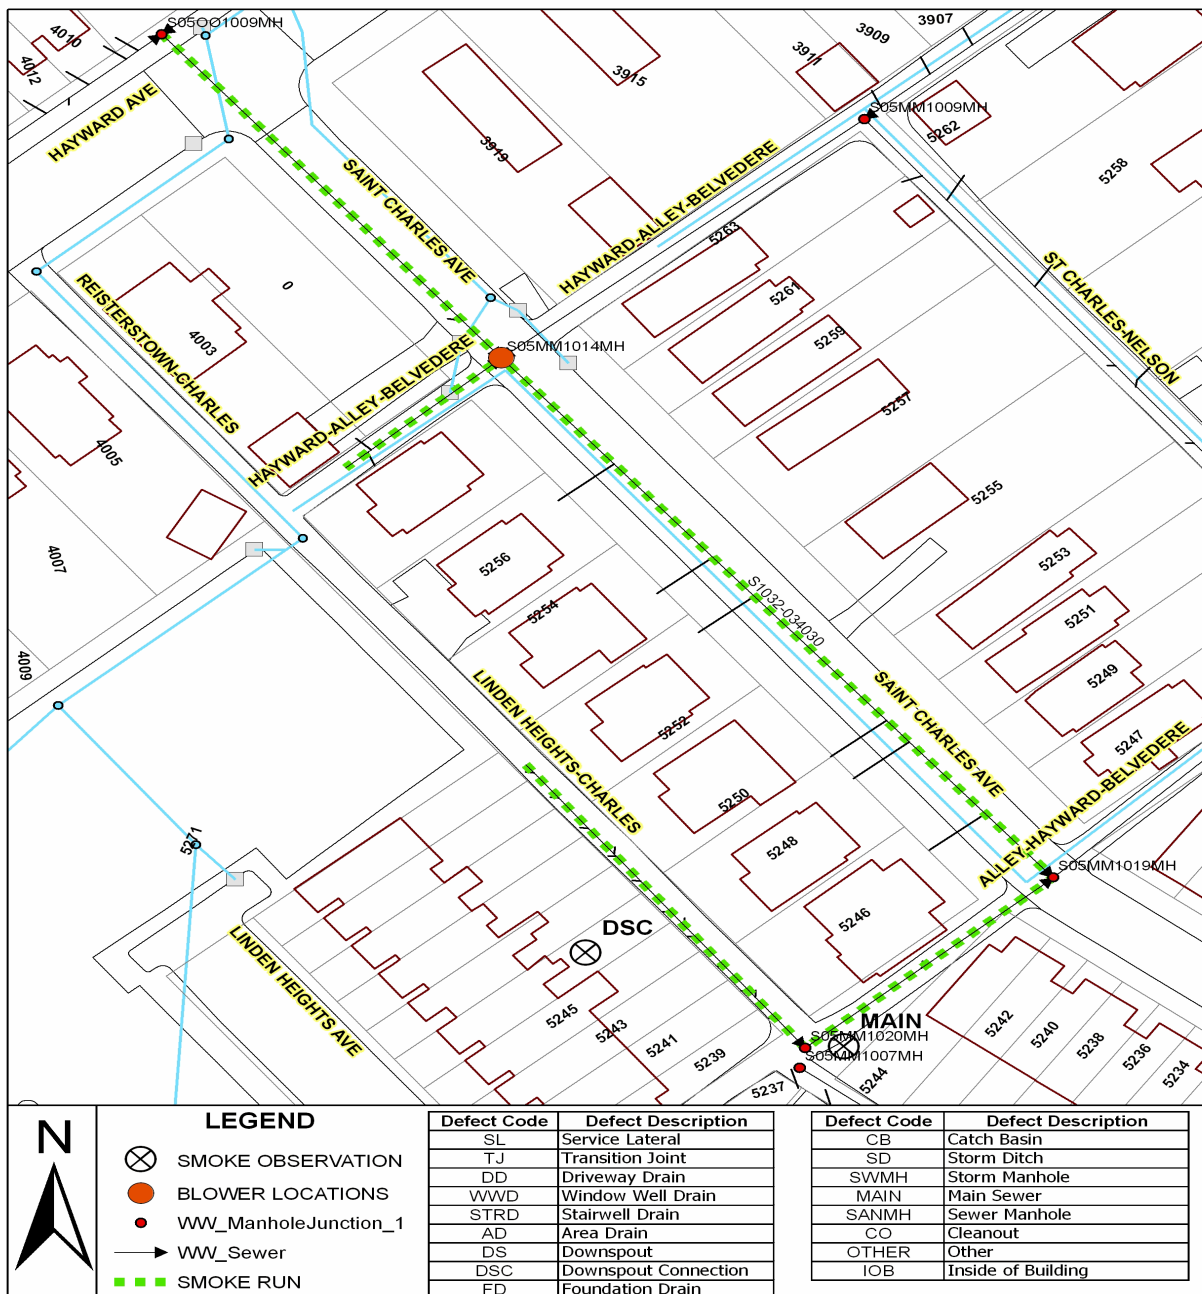 S05OO1009MH
4010
4012
HAYWARD AVE
3907
3909
3911
3915
3919
S05MM1009MH
5262
5258
SAINT CHARLES AVE
HAYWARD-ALLEY-BELVEDERE
5263
ST CHARLES-NELSON
REISTERSTOWN-CHARLES
0
4003
5261
5259
S05MM1014MH
HAYWARD-ALLEY-BELVEDERE
5257
4005
5255
4007
5256
5253
5254
S1032-034030
5251
4009
5249
LINDEN HEIGHTS-CHARLES
SAINT CHARLES AVE
5252
5247
5250
5271
5248
ALLEY-HAYWARD-BELVEDERE
S05MM1019MH
DSC
5246
LINDEN HEIGHTS AVE
5245
5243
5241
5239
5237
MAIN
S05MM1020MH
S05MM1007MH
5244
5242
5240
5238
5236
5234
N
LEGEND
SMOKE OBSERVATION
BLOWER LOCATIONS
WW_ManholeJunction_1
WW_Sewer
SMOKE RUN
Defect Code Defect Description
SL Service Lateral
TJ Transition Joint
DD Driveway Drain
WWD Window Well Drain
STRD Stairwell Drain
AD Area Drain
DS Downspout
DSC Downspout Connection
FD Foundation Drain
Defect Code Defect Description
CB Catch Basin
SD Storm Ditch
SWMH Storm Manhole
MAIN Main Sewer
SANMH Sewer Manhole
CO Cleanout
OTHER Other
IOB Inside of Building